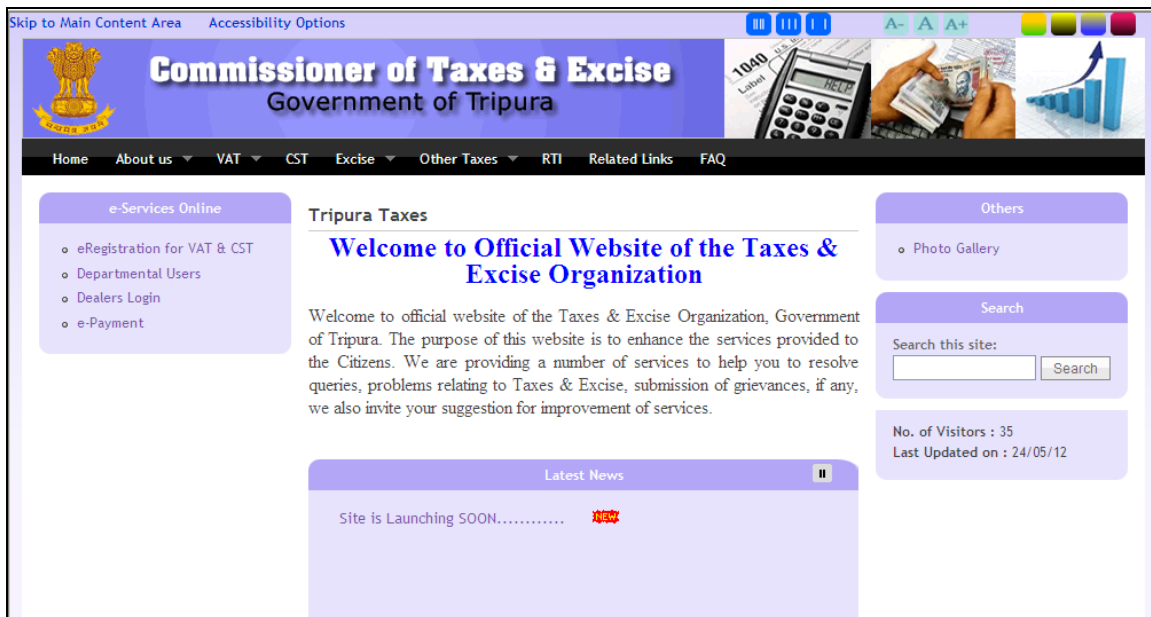 Skip to Main Content Area Accessibility Options
A- A A+
Commissioner of Taxes & Excise
Government of Tripura
1040 U.S.
Label
HELP
Home About us VAT CST Excise Other Taxes RTI Related Links FAQ
e-Services Online
eRegistration for VAT & CST
Departmental Users
Dealers Login
e-Payment
Tripura Taxes
Welcome to Official Website of the Taxes &
Excise Organization
Welcome to official website of the Taxes & Excise Organization, Government
of Tripura. The purpose of this website is to enhance the services provided to
the Citizens. We are providing a number of services to help you to resolve
queries, problems relating to Taxes & Excise, submission of grievances, if any,
we also invite your suggestion for improvement of services.
Latest News
Site is Launching SOON............ NEW
Others
Photo Gallery
Search
Search this site:
Search
No. of Visitors : 35
Last Updated on : 24/05/12